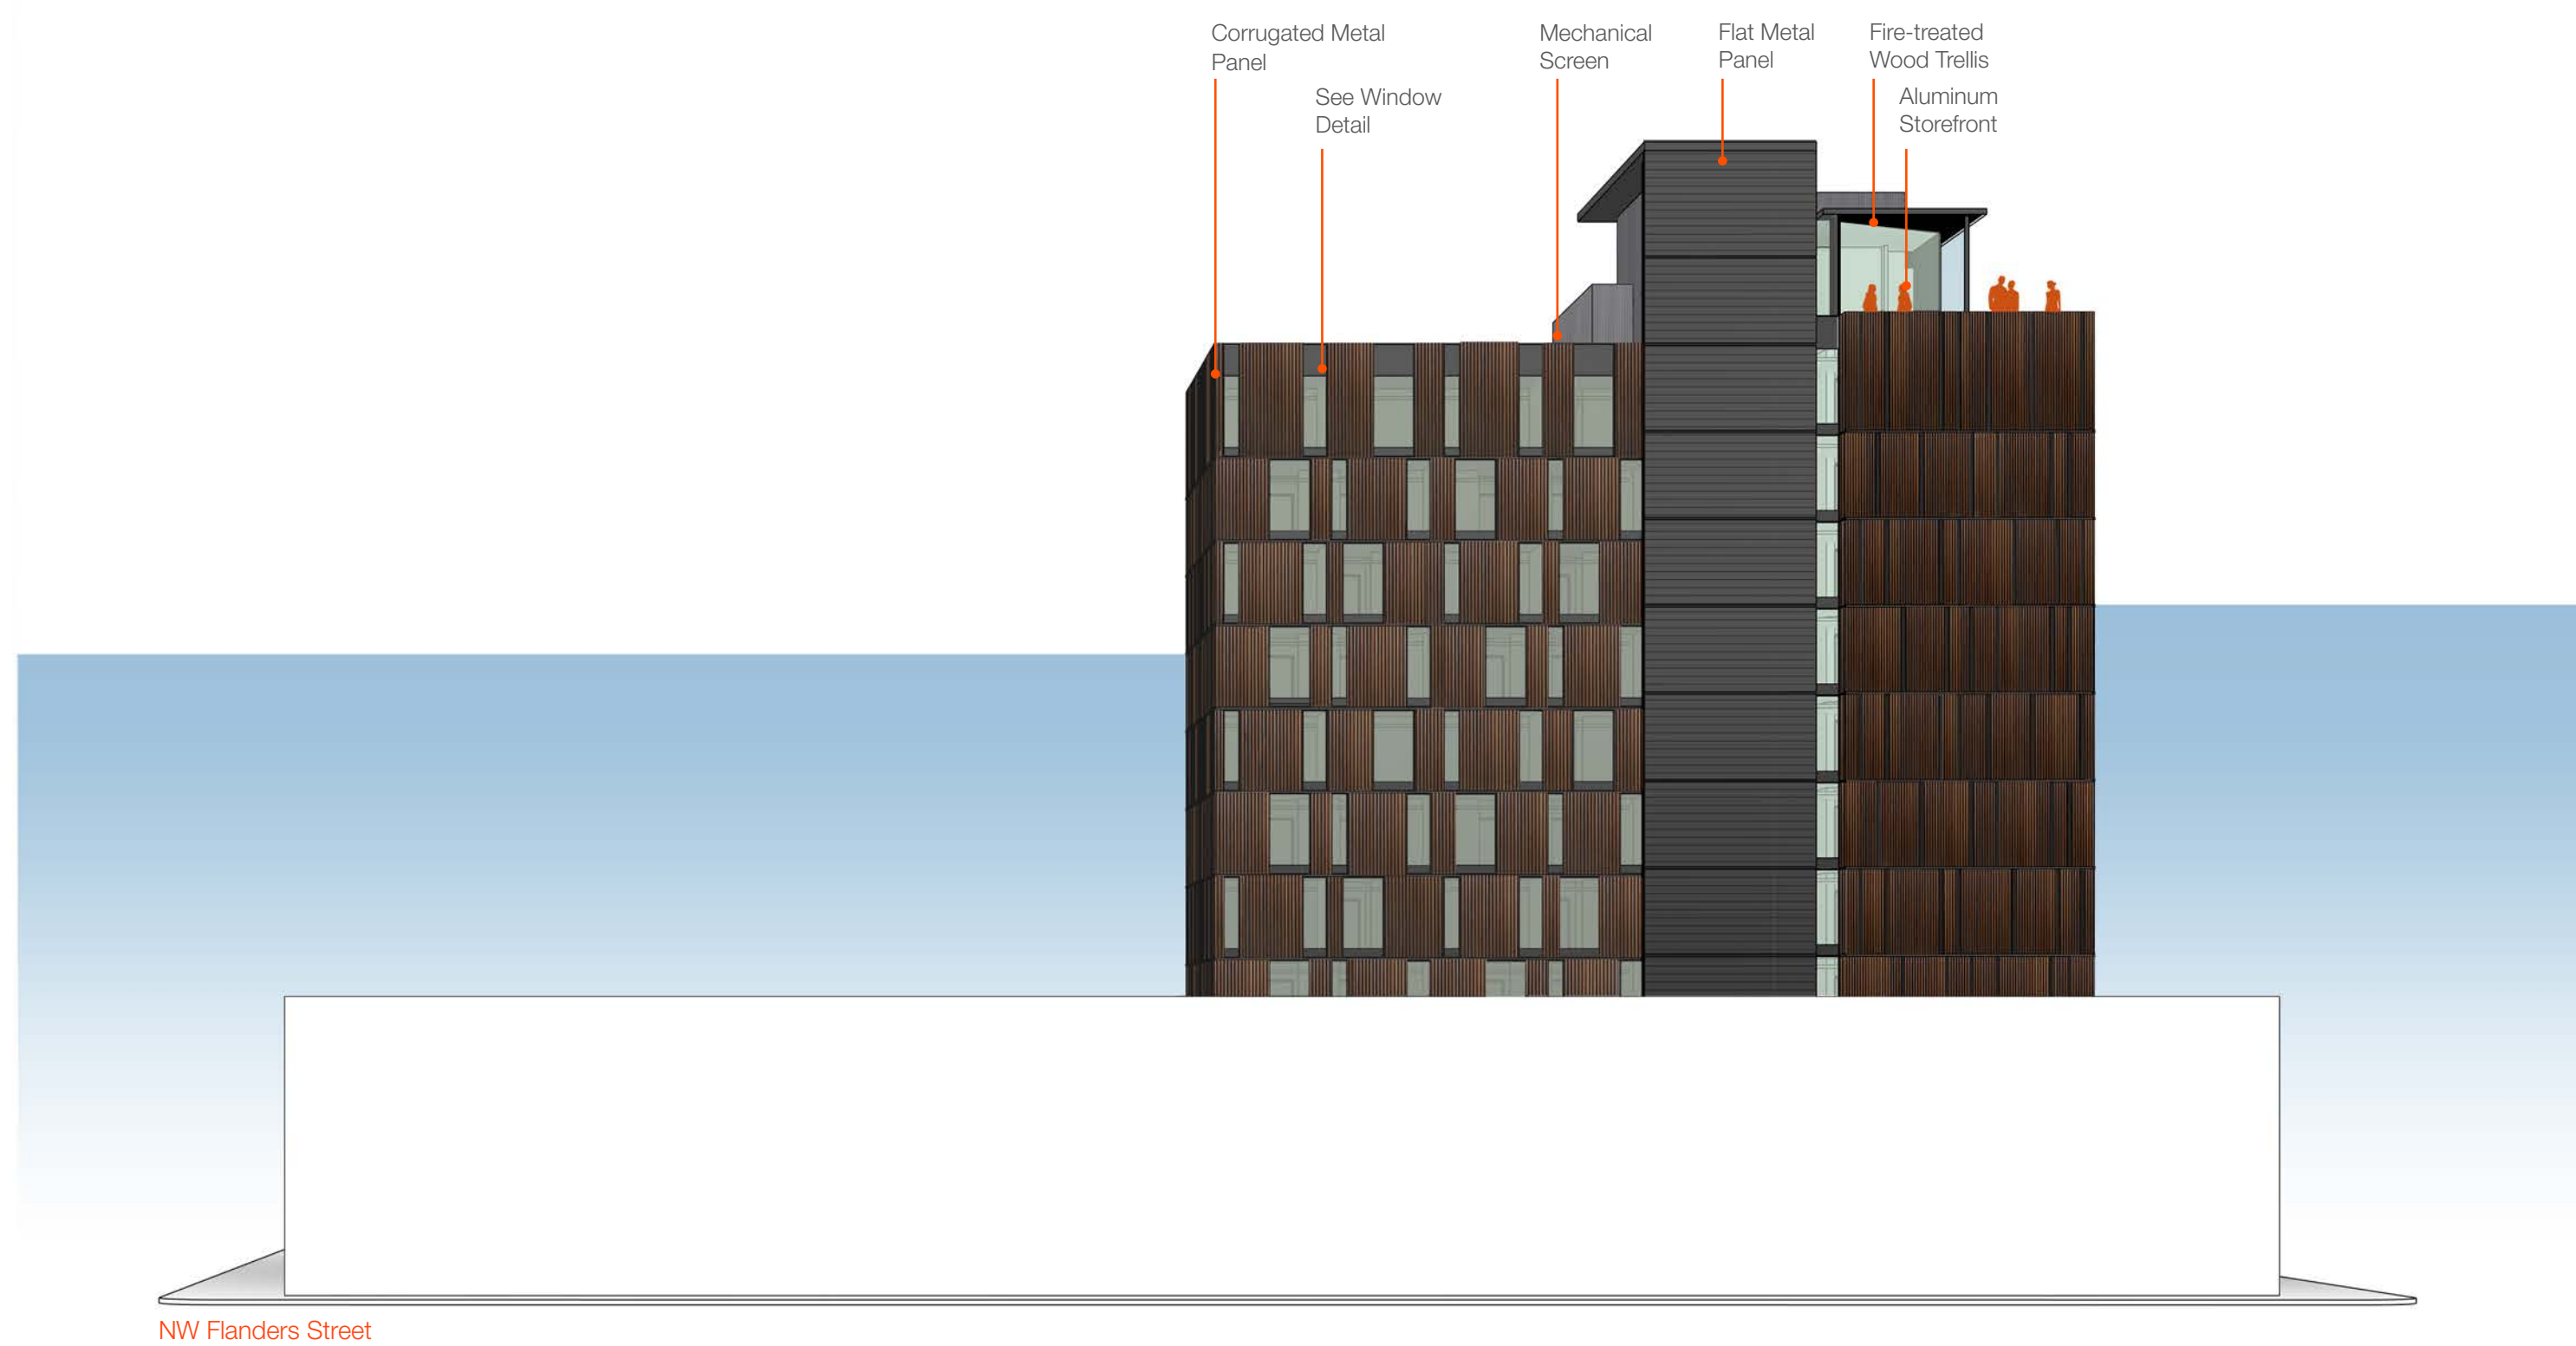 Corrugated Metal
Panel
See Window
Detail
Mechanical
Screen
Flat Metal
Panel
Fire-treated
Wood Trellis
Aluminum
Storefront
NW Flanders Street